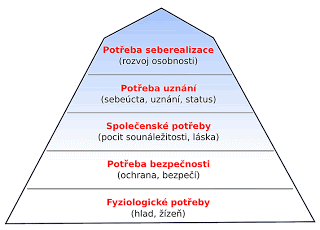 Potřeba seberealizace
(rozvoj osobnosti)
Potřeba uznání
(sebeúcta, uznání, status)
Společenské potřeby
(pocit sounáležitosti, láska)
Potřeba bezpečnosti
(ochrana, bezpečí)
Fyziologické potřeby
(hlad, žízeň)